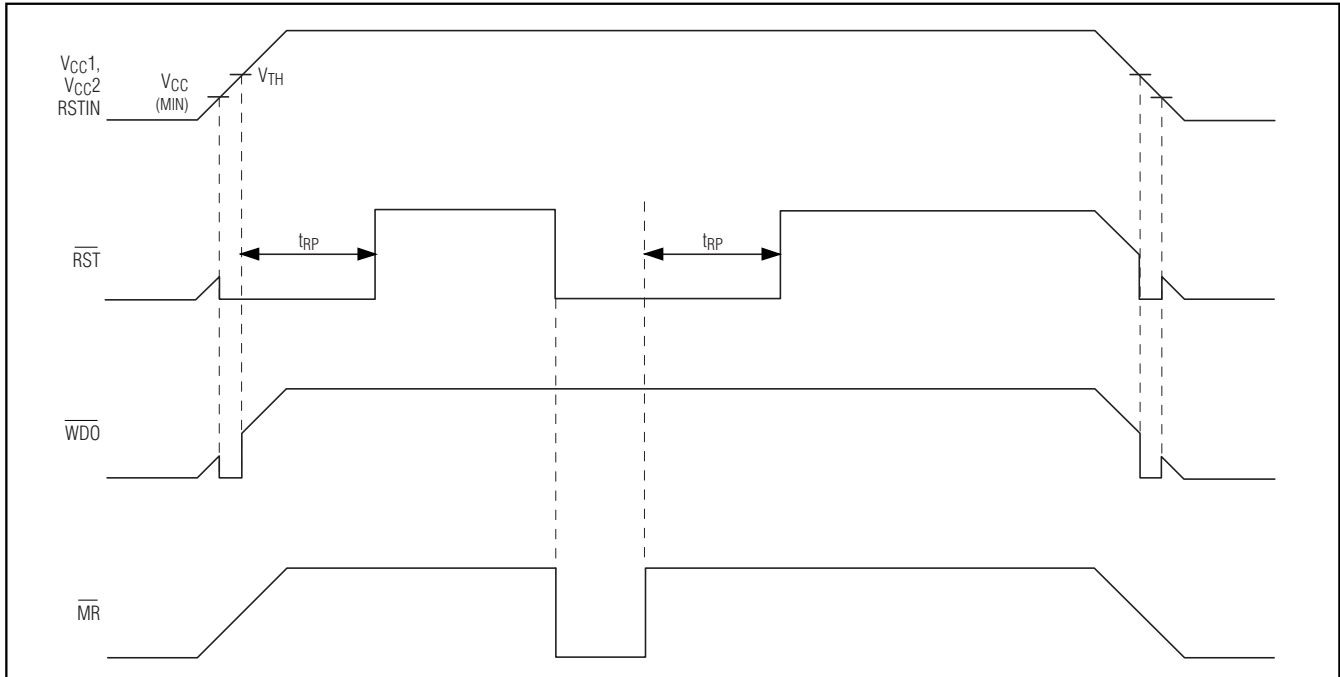 VCC1,
VCC2
RSTIN
VCC
(MIN)
VTH
RST
tRP
tRP
WDO
MR